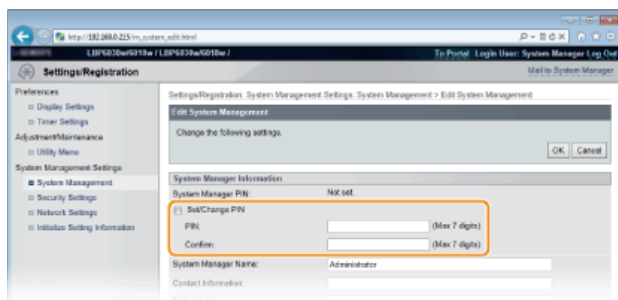 http://192.168.0.215/m_system_edit.html
LBP6030w/6018w / LBP6030w/6018w /
To Portal Login User: System Manager Log Out
Settings/Registration
Mail to System Manager
Preferences
Display Settings
Timer Settings
Adjustment/Maintenance
Utility Menu
System Management Settings
System Management
Security Settings
Network Settings
Initialize Setting Information
Settings/Registration: System Management Settings: System Management > Edit System Management
Edit System Management
Change the following settings.
OK Cancel
System Manager Information
System Manager PIN: Not set.
Set/Change PIN
PIN: (Max 7 digits)
Confirm: (Max 7 digits)
System Manager Name: Administrator
Contact Information: